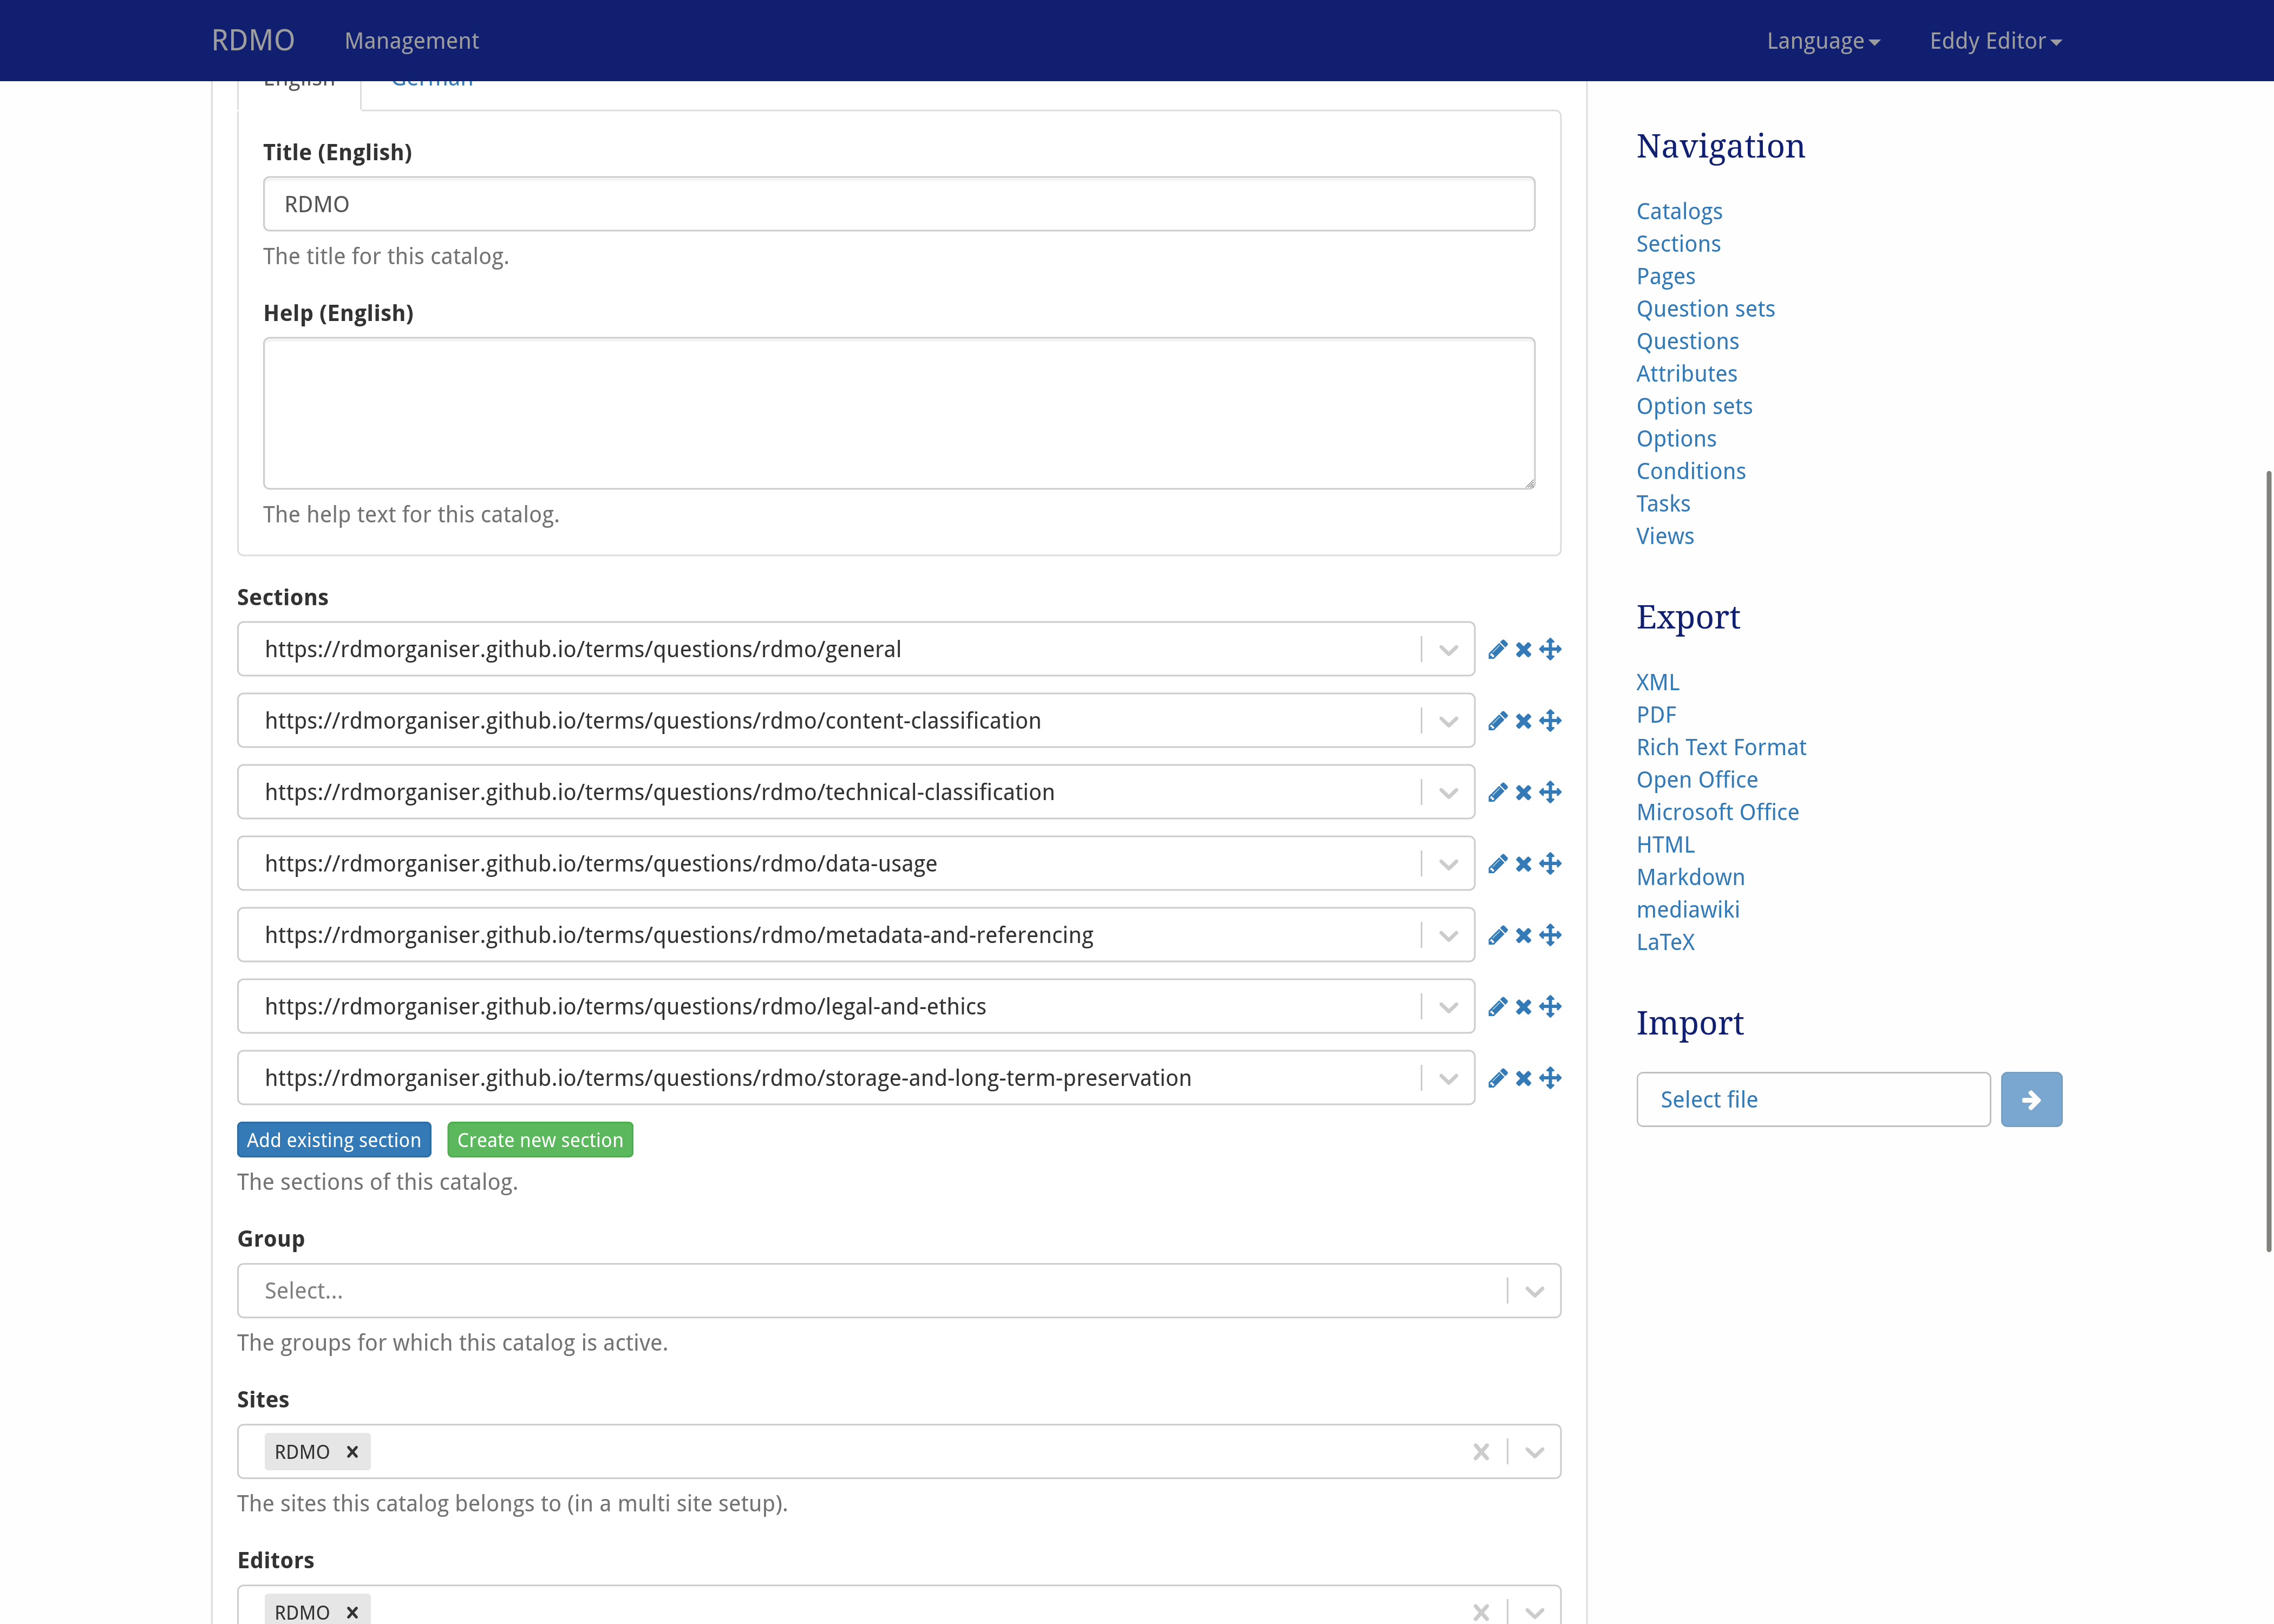 RDMO Management Language Eddy Editor
English German
Title (English)
RDMO
The title for this catalog.
Help (English)
The help text for this catalog.
Sections
https://rdmorganiser.github.io/terms/questions/rdmo/general
https://rdmorganiser.github.io/terms/questions/rdmo/content-classification
https://rdmorganiser.github.io/terms/questions/rdmo/technical-classification
https://rdmorganiser.github.io/terms/questions/rdmo/data-usage
https://rdmorganiser.github.io/terms/questions/rdmo/metadata-and-referencing
https://rdmorganiser.github.io/terms/questions/rdmo/legal-and-ethics
https://rdmorganiser.github.io/terms/questions/rdmo/storage-and-long-term-preservation
Add existing section Create new section
The sections of this catalog.
Group
Select...
The groups for which this catalog is active.
Sites
RDMO
The sites this catalog belongs to (in a multi site setup).
Editors
RDMO
Navigation
Catalogs
Sections
Pages
Question sets
Questions
Attributes
Option sets
Options
Conditions
Tasks
Views
Export
XML
PDF
Rich Text Format
Open Office
Microsoft Office
HTML
Markdown
mediawiki
LaTeX
Import
Select file